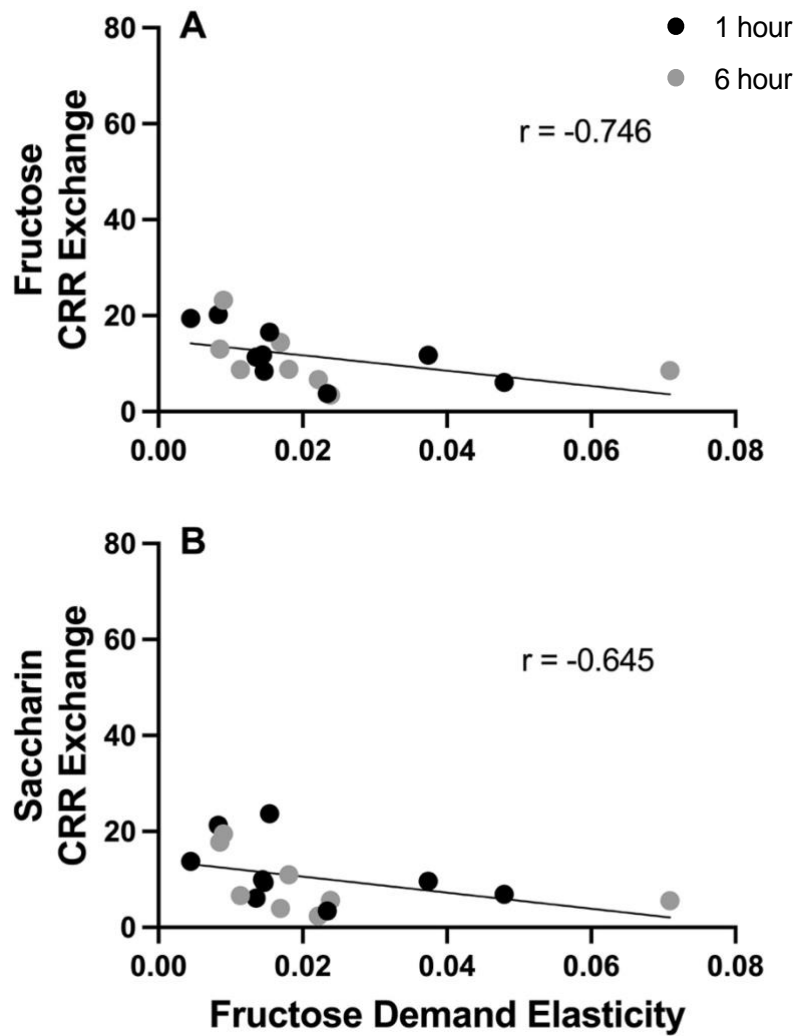 A
1 hour
6 hour
r = -0.746
Fructose
CRR Exchange
80
60
40
20
0
0.00 0.02 0.04 0.06 0.08
B
r = -0.645
Saccharin
CRR Exchange
80
60
40
20
0
0.00 0.02 0.04 0.06 0.08
Fructose Demand Elasticity